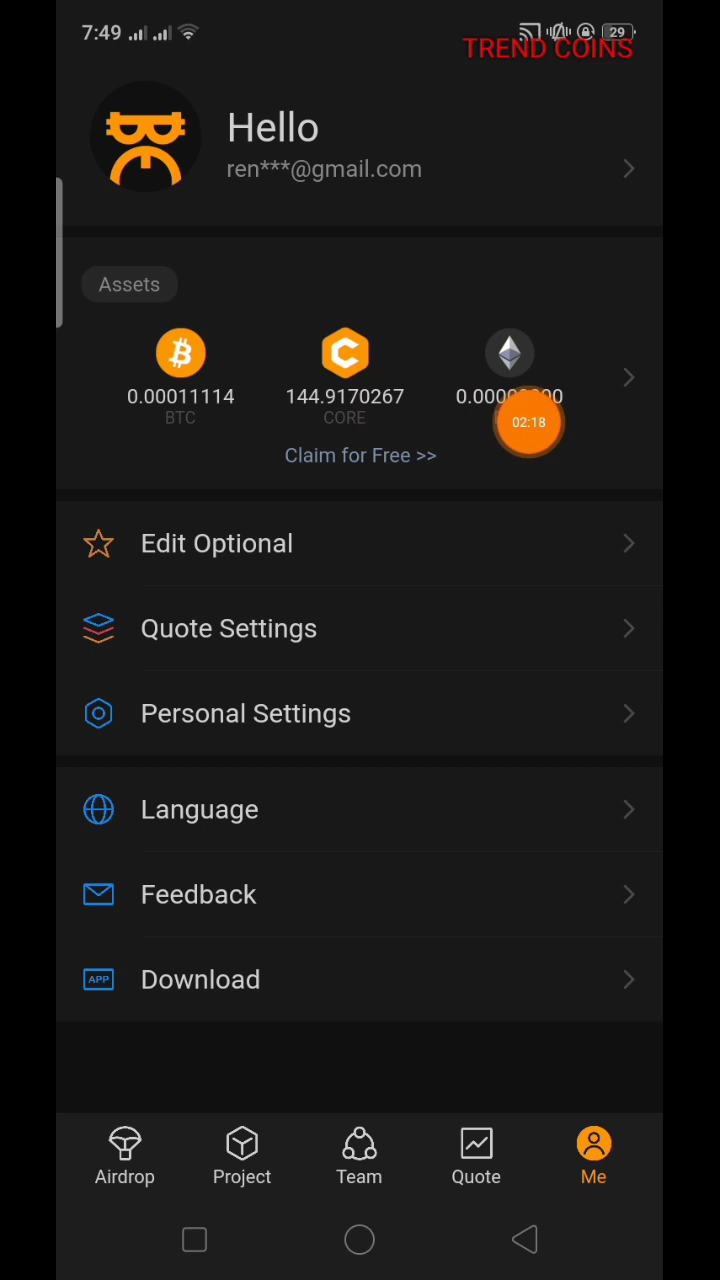 7:49
29
TREND COINS
Hello
ren***@gmail.com
Assets
0.00011114
144.9170267
BTC
CORE
02:18
Claim for Free >>
Edit Optional
Quote Settings
Personal Settings
Language
Feedback
APP
Download
Airdrop
Project
Team
Quote
Me